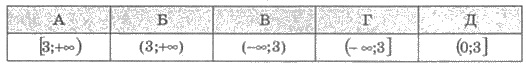 А Б В Г Д
[3;+∞) (3;+∞) (−∞;3) (−∞;3] (0;3]